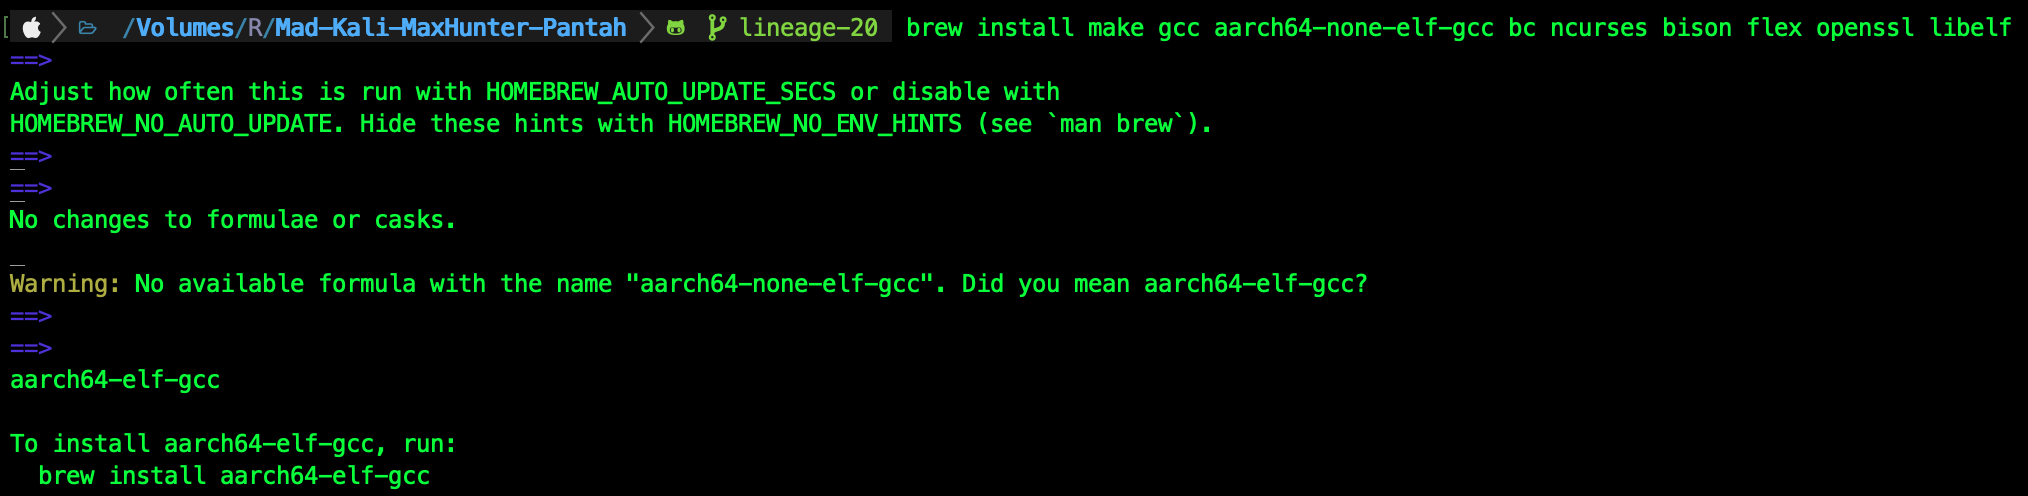 /Volumes/R/Mad-Kali-MaxHunter-Pantah lineage-20 brew install make gcc aarch64-none-elf-gcc bc ncurses bison flex openssl libelf
==>
Adjust how often this is run with HOMEBREW_AUTO_UPDATE_SECS or disable with
HOMEBREW_NO_AUTO_UPDATE. Hide these hints with HOMEBREW_NO_ENV_HINTS (see `man brew`).
==>
==>
No changes to formulae or casks.
Warning: No available formula with the name "aarch64-none-elf-gcc". Did you mean aarch64-elf-gcc?
==>
==>
aarch64-elf-gcc
To install aarch64-elf-gcc, run:
brew install aarch64-elf-gcc